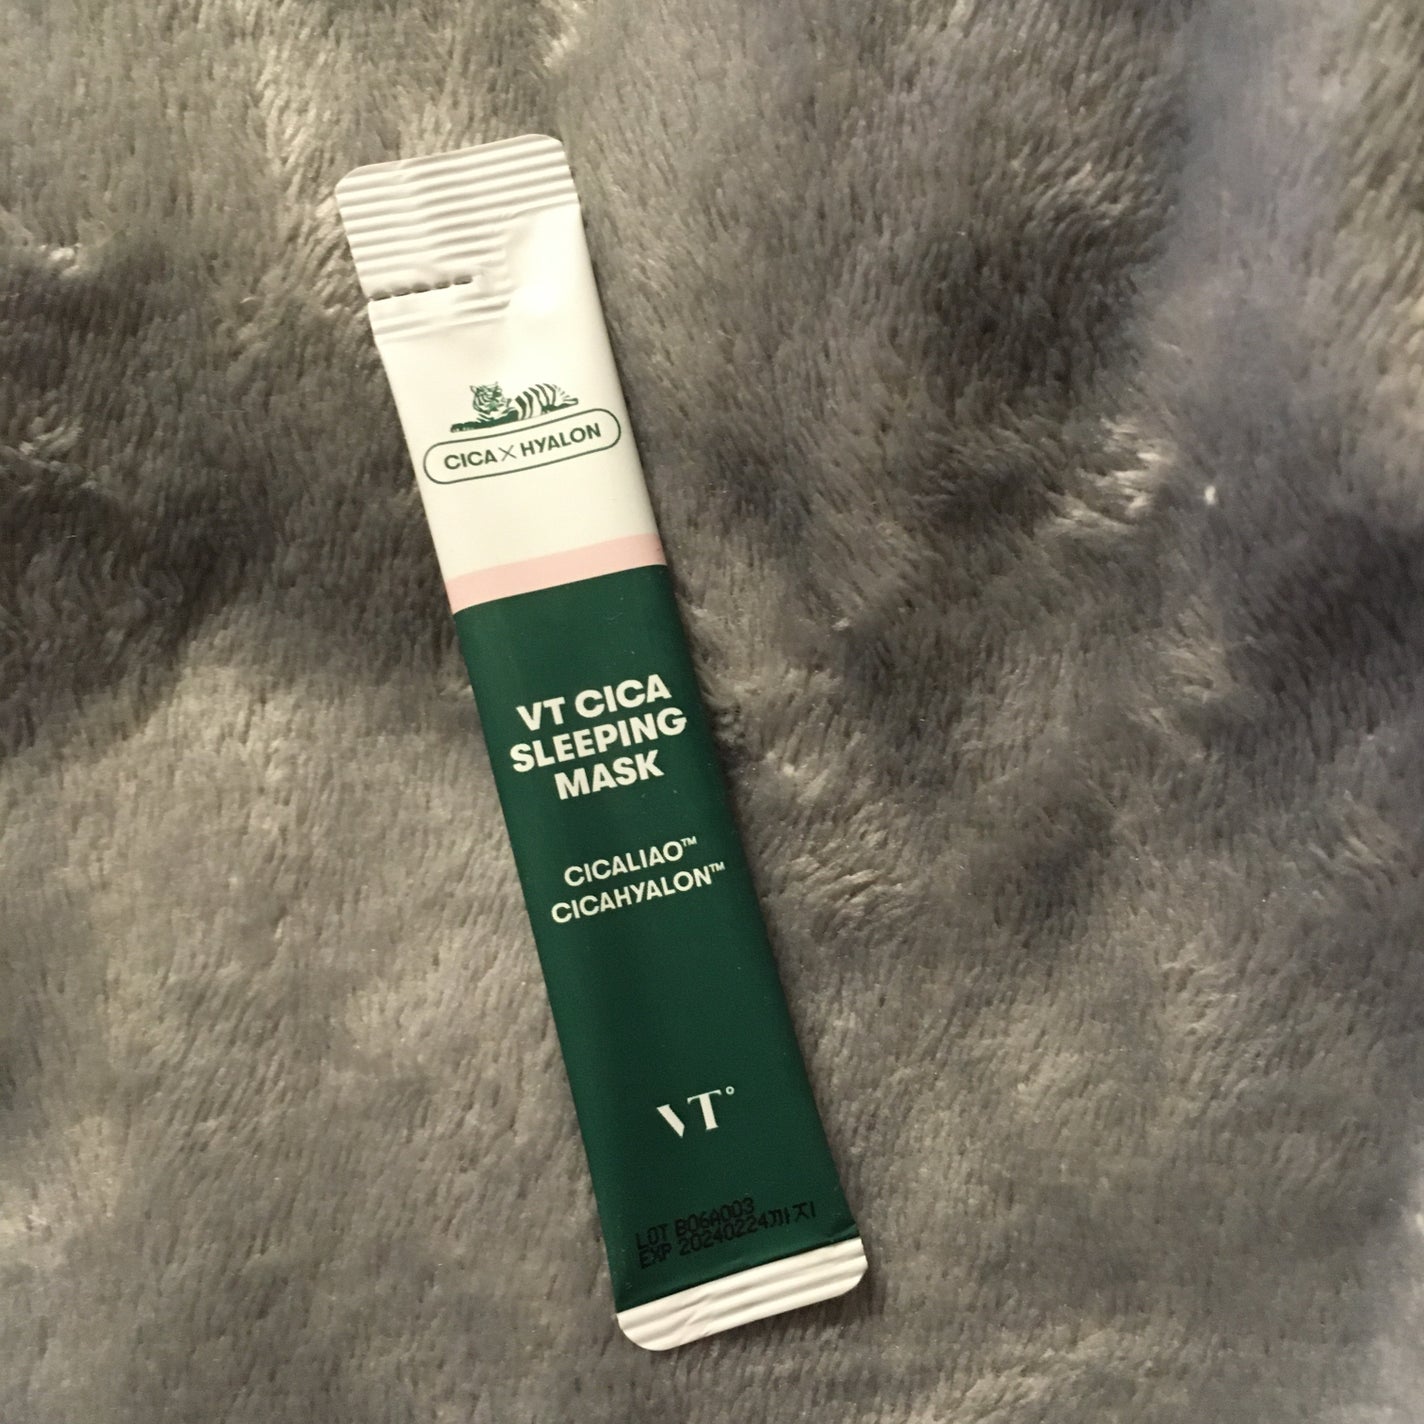 CICA X HYALON
VT CICA
SLEEPING
MASK
CICALIAO™
CICAHYALON™
VT°
LOT B06A003
EXP 20240224까지